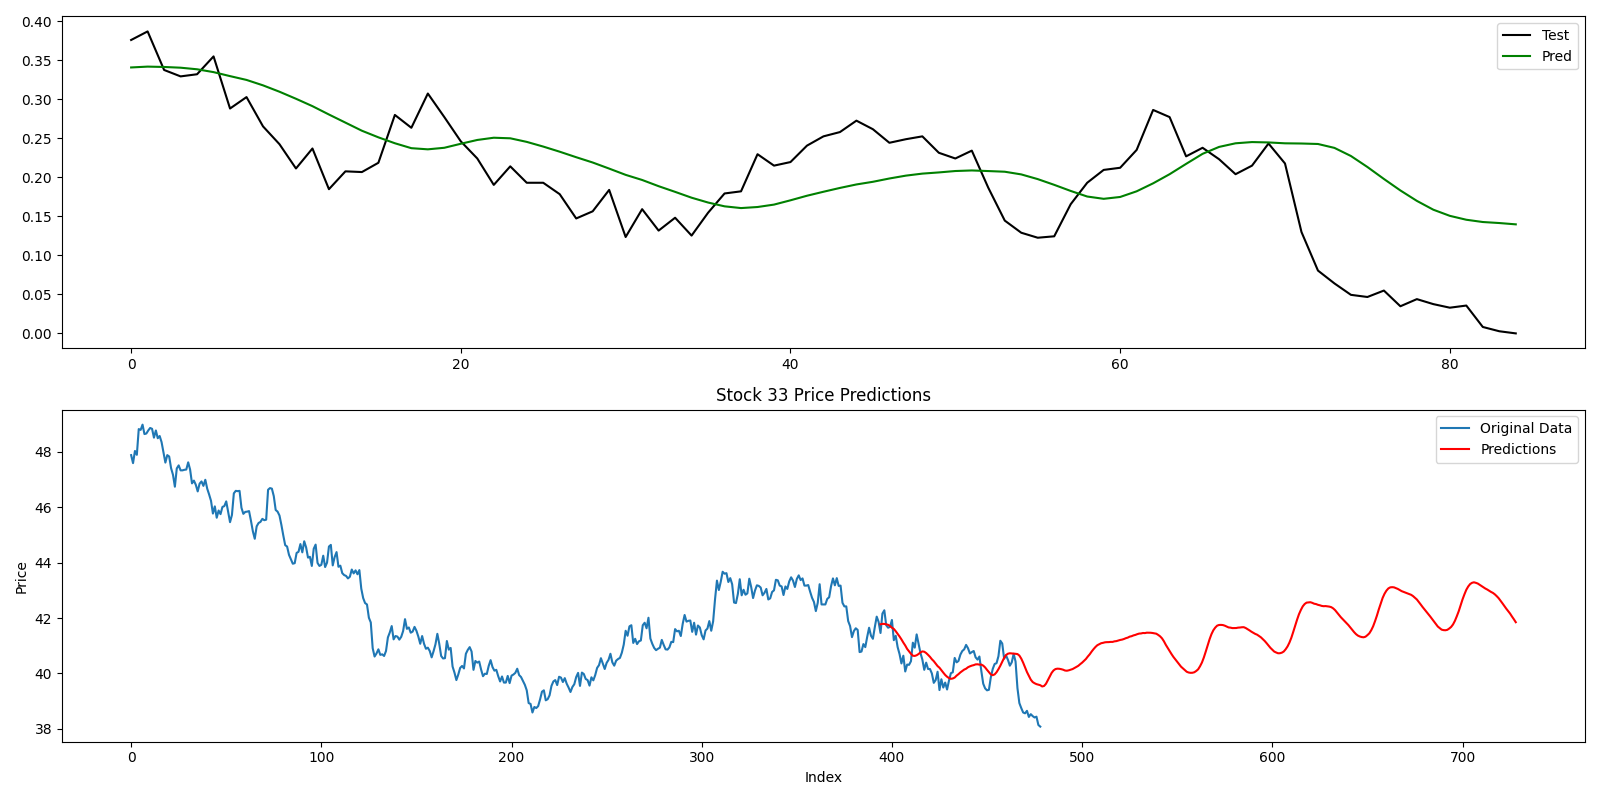 0.40
0.35
0.30
0.25
0.20
0.15
0.10
0.05
0.00
Test
Pred
0 20 40 60 80
Stock 33 Price Predictions
48
46
44
42
40
38
Price
Original Data
Predictions
0 100 200 300 400 500 600 700
Index